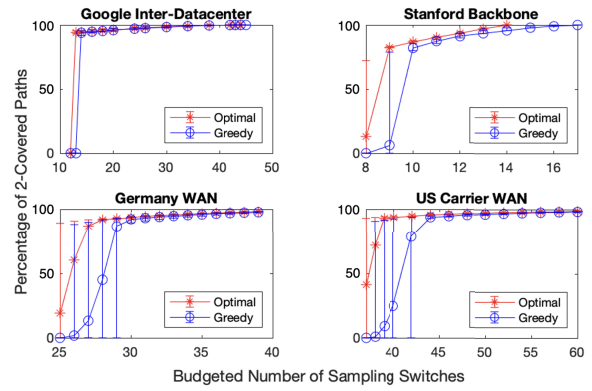 Google Inter-Datacenter
Stanford Backbone
100
50
0
10 20 30 40 50
Optimal
Greedy
100
50
0
8 10 12 14 16
Optimal
Greedy
Percentage of 2-Covered Paths
Germany WAN
US Carrier WAN
100
50
0
25 30 35 40
Optimal
Greedy
100
50
0
40 45 50 55 60
Optimal
Greedy
Budgeted Number of Sampling Switches